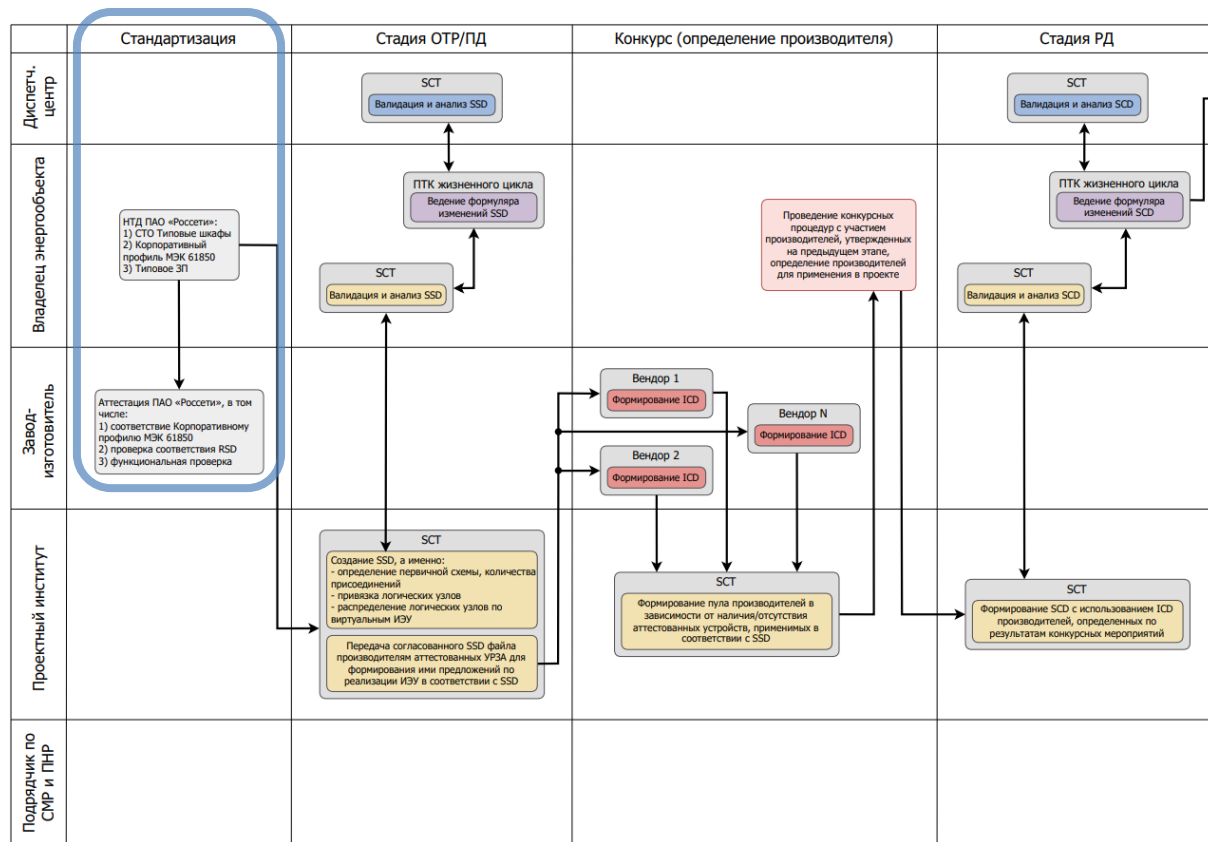 Стандартизация
Стадия ОТР/ПД
Конкурс (определение производителя)
Стадия РД
Диспетч.
центр
SCT
Валидация и анализ SSD
SCT
Валидация и анализ SCD
Владелец энергообъекта
НТД ПАО «Россети»:
1) СТО Типовые шкафы
2) Корпоративный
профиль МЭК 61850
3) Типовое ЗП
ПТК жизненного цикла
Ведение формуляра
изменений SSD
SCT
Валидация и анализ SSD
Проведение конкурсных
процедур с участием
производителей, утвержденных
на предыдущем этапе,
определение производителей
для применения в проекте
ПТК жизненного цикла
Ведение формуляра
изменений SCD
SCT
Валидация и анализ SCD
Завод-
изготовитель
Аттестация ПАО «Россети», в том
числе:
1) соответствие Корпоративному
профилю МЭК 61850
2) проверка соответствия RSD
3) функциональная проверка
Вендор 1
Формирование ICD
Вендор N
Формирование ICD
Вендор 2
Формирование ICD
Проектный институт
SCT
Создание SSD, а именно:
- определение первичной схемы, количества
присоединений
- привязка логических узлов
- распределение логических узлов по
виртуальным ИЭУ
Передача согласованного SSD файла
производителям аттестованных УРЗА для
формирования ими предложений по
реализации ИЭУ в соответствии с SSD
SCT
Формирование пула производителей в
зависимости от наличия/отсутствия
аттестованных устройств, применимых в
соответствии с SSD
SCT
Формирование SCD с использованием ICD
производителей, определенных по
результатам конкурсных мероприятий
Подрядчик по
СМР и ПНР